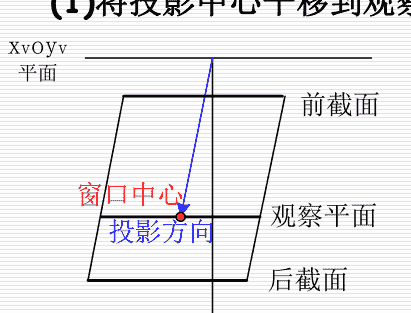 (1)将投影中心平移到观察
xvoyv
平面
前截面
窗口中心
观察平面
投影方向
后截面